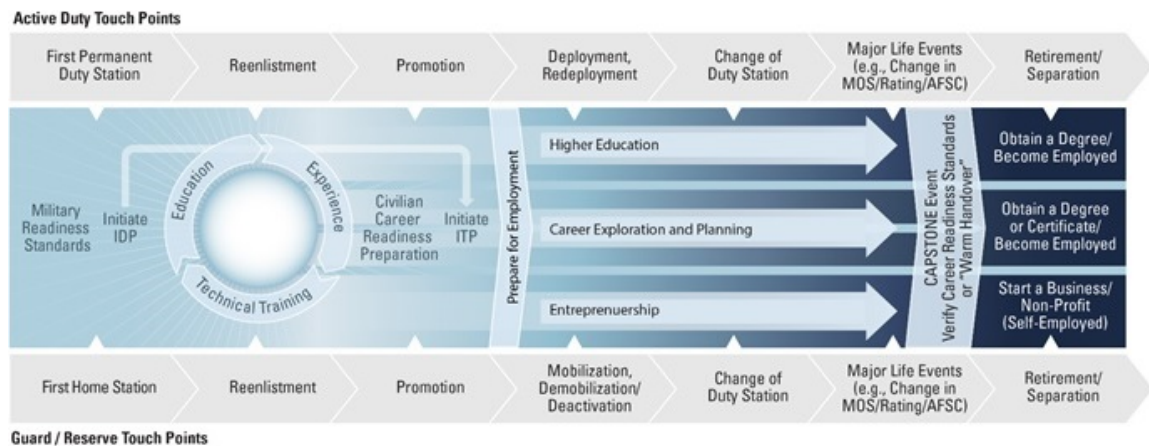 Active Duty Touch Points
First Permanent
Duty Station
Reenlistment
Promotion
Deployment,
Redeployment
Change of
Duty Station
Major Life Events
(e.g., Change in
MOS/Rating/AFSC)
Retirement/
Separation
Military
Readiness
Standards
Initiate
IDP
Education
Experience
Technical Training
Civilian
Career
Readiness
Preparation
Initiate
ITP
Prepare for Employment
Higher Education
Career Exploration and Planning
Entreprenuership
CAPSTONE Event
Verify Career Readiness Standards
or "Warm Handover"
Obtain a Degree/
Become Employed
Obtain a Degree
or Certificate/
Become Employed
Start a Business/
Non-Profit
(Self-Employed)
First Home Station
Reenlistment
Promotion
Mobilization,
Demobilization/
Deactivation
Change of
Duty Station
Major Life Events
(e.g., Change in
MOS/Rating/AFSC)
Retirement/
Separation
Guard / Reserve Touch Points